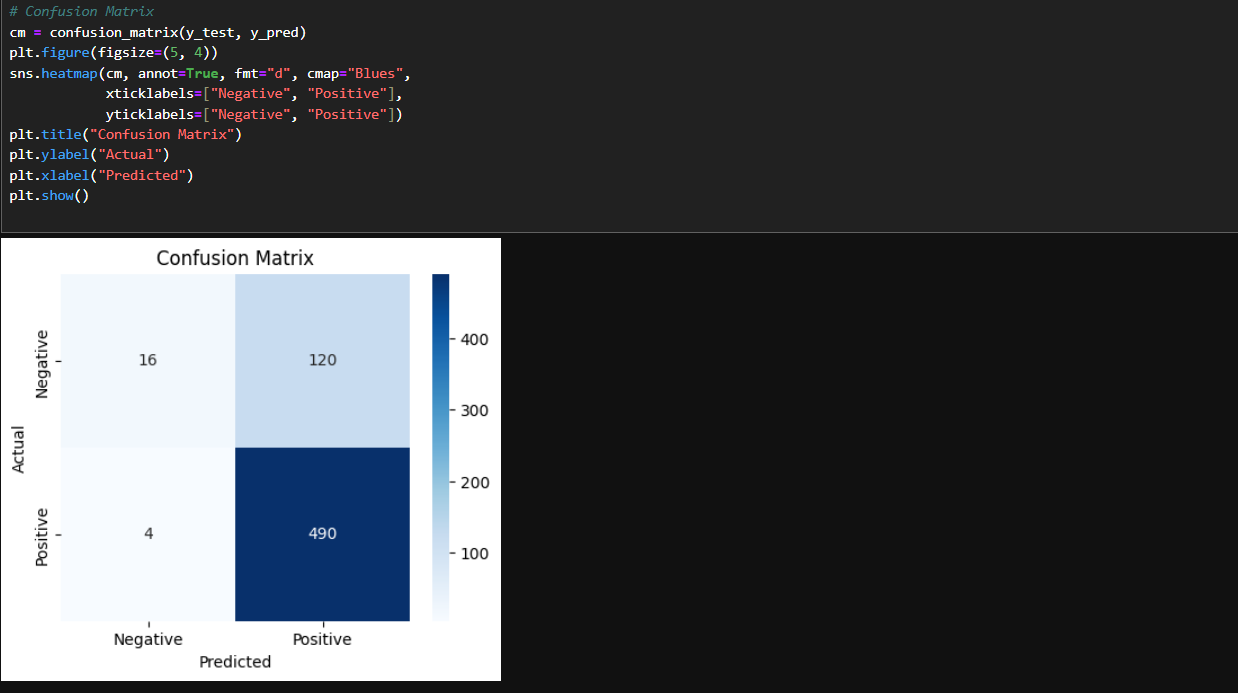 # Confusion Matrix
cm = confusion_matrix(y_test, y_pred)
plt.figure(figsize=(5, 4))
sns.heatmap(cm, annot=True, fmt="d", cmap="Blues",
            xticklabels=["Negative", "Positive"],
            yticklabels=["Negative", "Positive"])
plt.title("Confusion Matrix")
plt.ylabel("Actual")
plt.xlabel("Predicted")
plt.show()
Confusion Matrix
Actual
Negative
16
120
Positive
4
490
Negative
Positive
Predicted
400
300
200
100